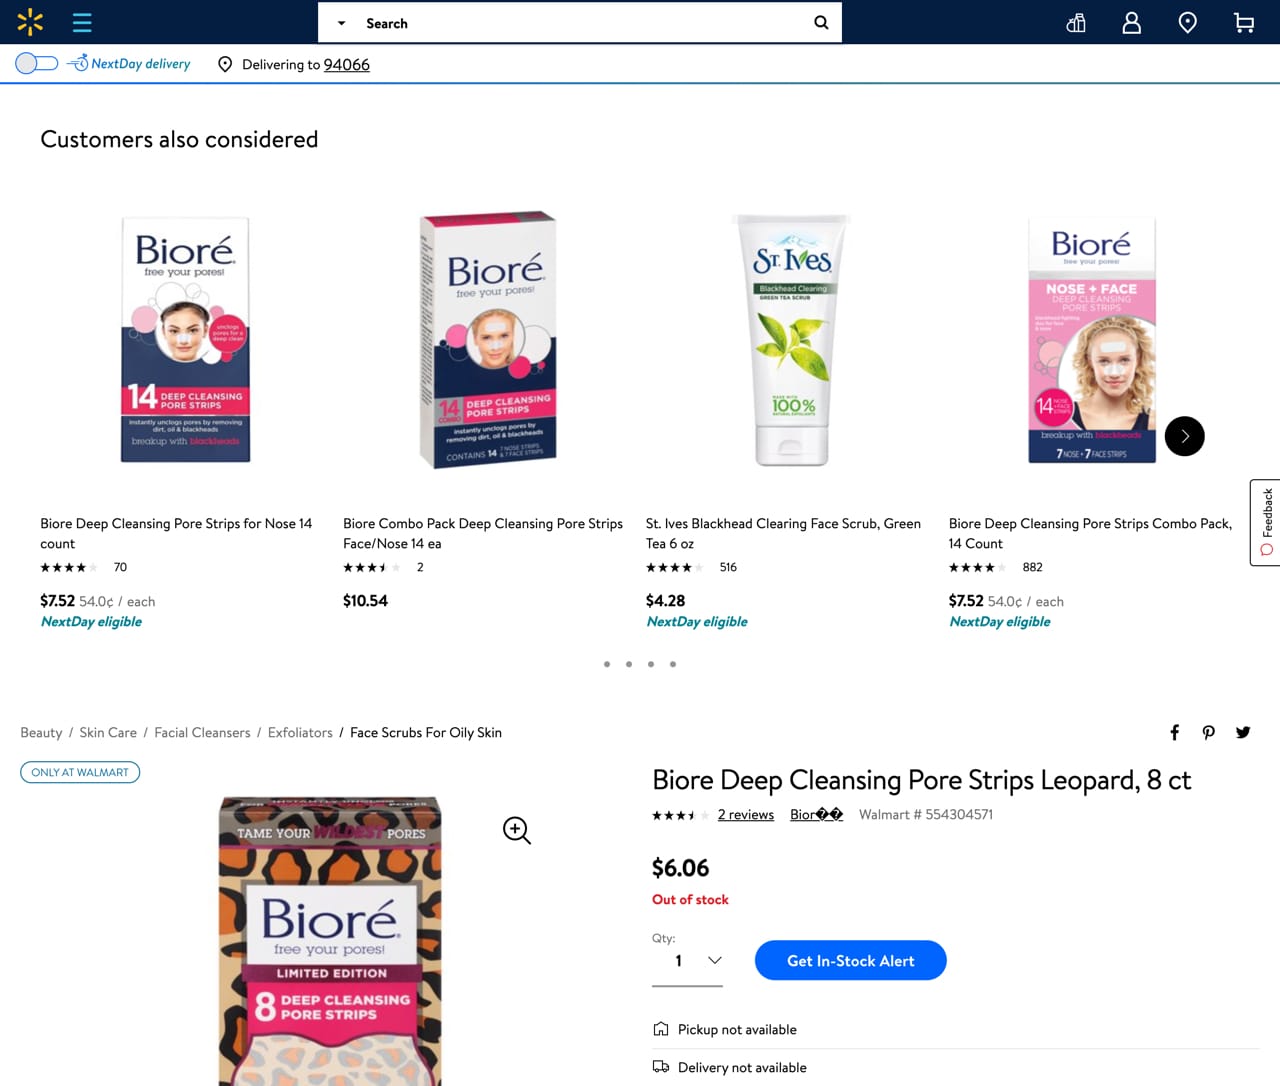 Search
NextDay delivery
Delivering to 94066
Customers also considered
Bioré
free your pores!
unclogs
pores for a
deep clean
14 DEEP CLEANSING
PORE STRIPS
instantly unclogs pores by removing
dirt, oil & blackheads
breakup with blackheads
Bioré
free your pores!
14 COMBO DEEP CLEANSING
PORE STRIPS
instantly unclogs pores by
removing dirt, oil & blackheads
CONTAINS 14 7 NOSE STRIPS
& 7 FACE STRIPS
ST. IVES
Blackhead Clearing
GREEN TEA SCRUB
MADE WITH
100%
NATURAL EXFOLIANTS
Bioré
free your pores!
NOSE + FACE
DEEP CLEANSING
PORE STRIPS
14 NOSE + FACE STRIPS
breakup with blackheads
7 NOSE + 7 FACE STRIPS
Biore Deep Cleansing Pore Strips for Nose 14
count
70
$7.52 54.0¢ / each
NextDay eligible
Biore Combo Pack Deep Cleansing Pore Strips
Face/Nose 14 ea
2
$10.54
St. Ives Blackhead Clearing Face Scrub, Green
Tea 6 oz
516
$4.28
NextDay eligible
Biore Deep Cleansing Pore Strips Combo Pack,
14 Count
882
$7.52 54.0¢ / each
NextDay eligible
Feedback
Beauty / Skin Care / Facial Cleansers / Exfoliators / Face Scrubs For Oily Skin
ONLY AT WALMART
TAME YOUR WILDEST PORES
Bioré
free your pores!
LIMITED EDITION
8 DEEP CLEANSING
PORE STRIPS
Biore Deep Cleansing Pore Strips Leopard, 8 ct
2 reviews Bior�� Walmart # 554304571
$6.06
Out of stock
Qty:
1
Get In-Stock Alert
Pickup not available
Delivery not available